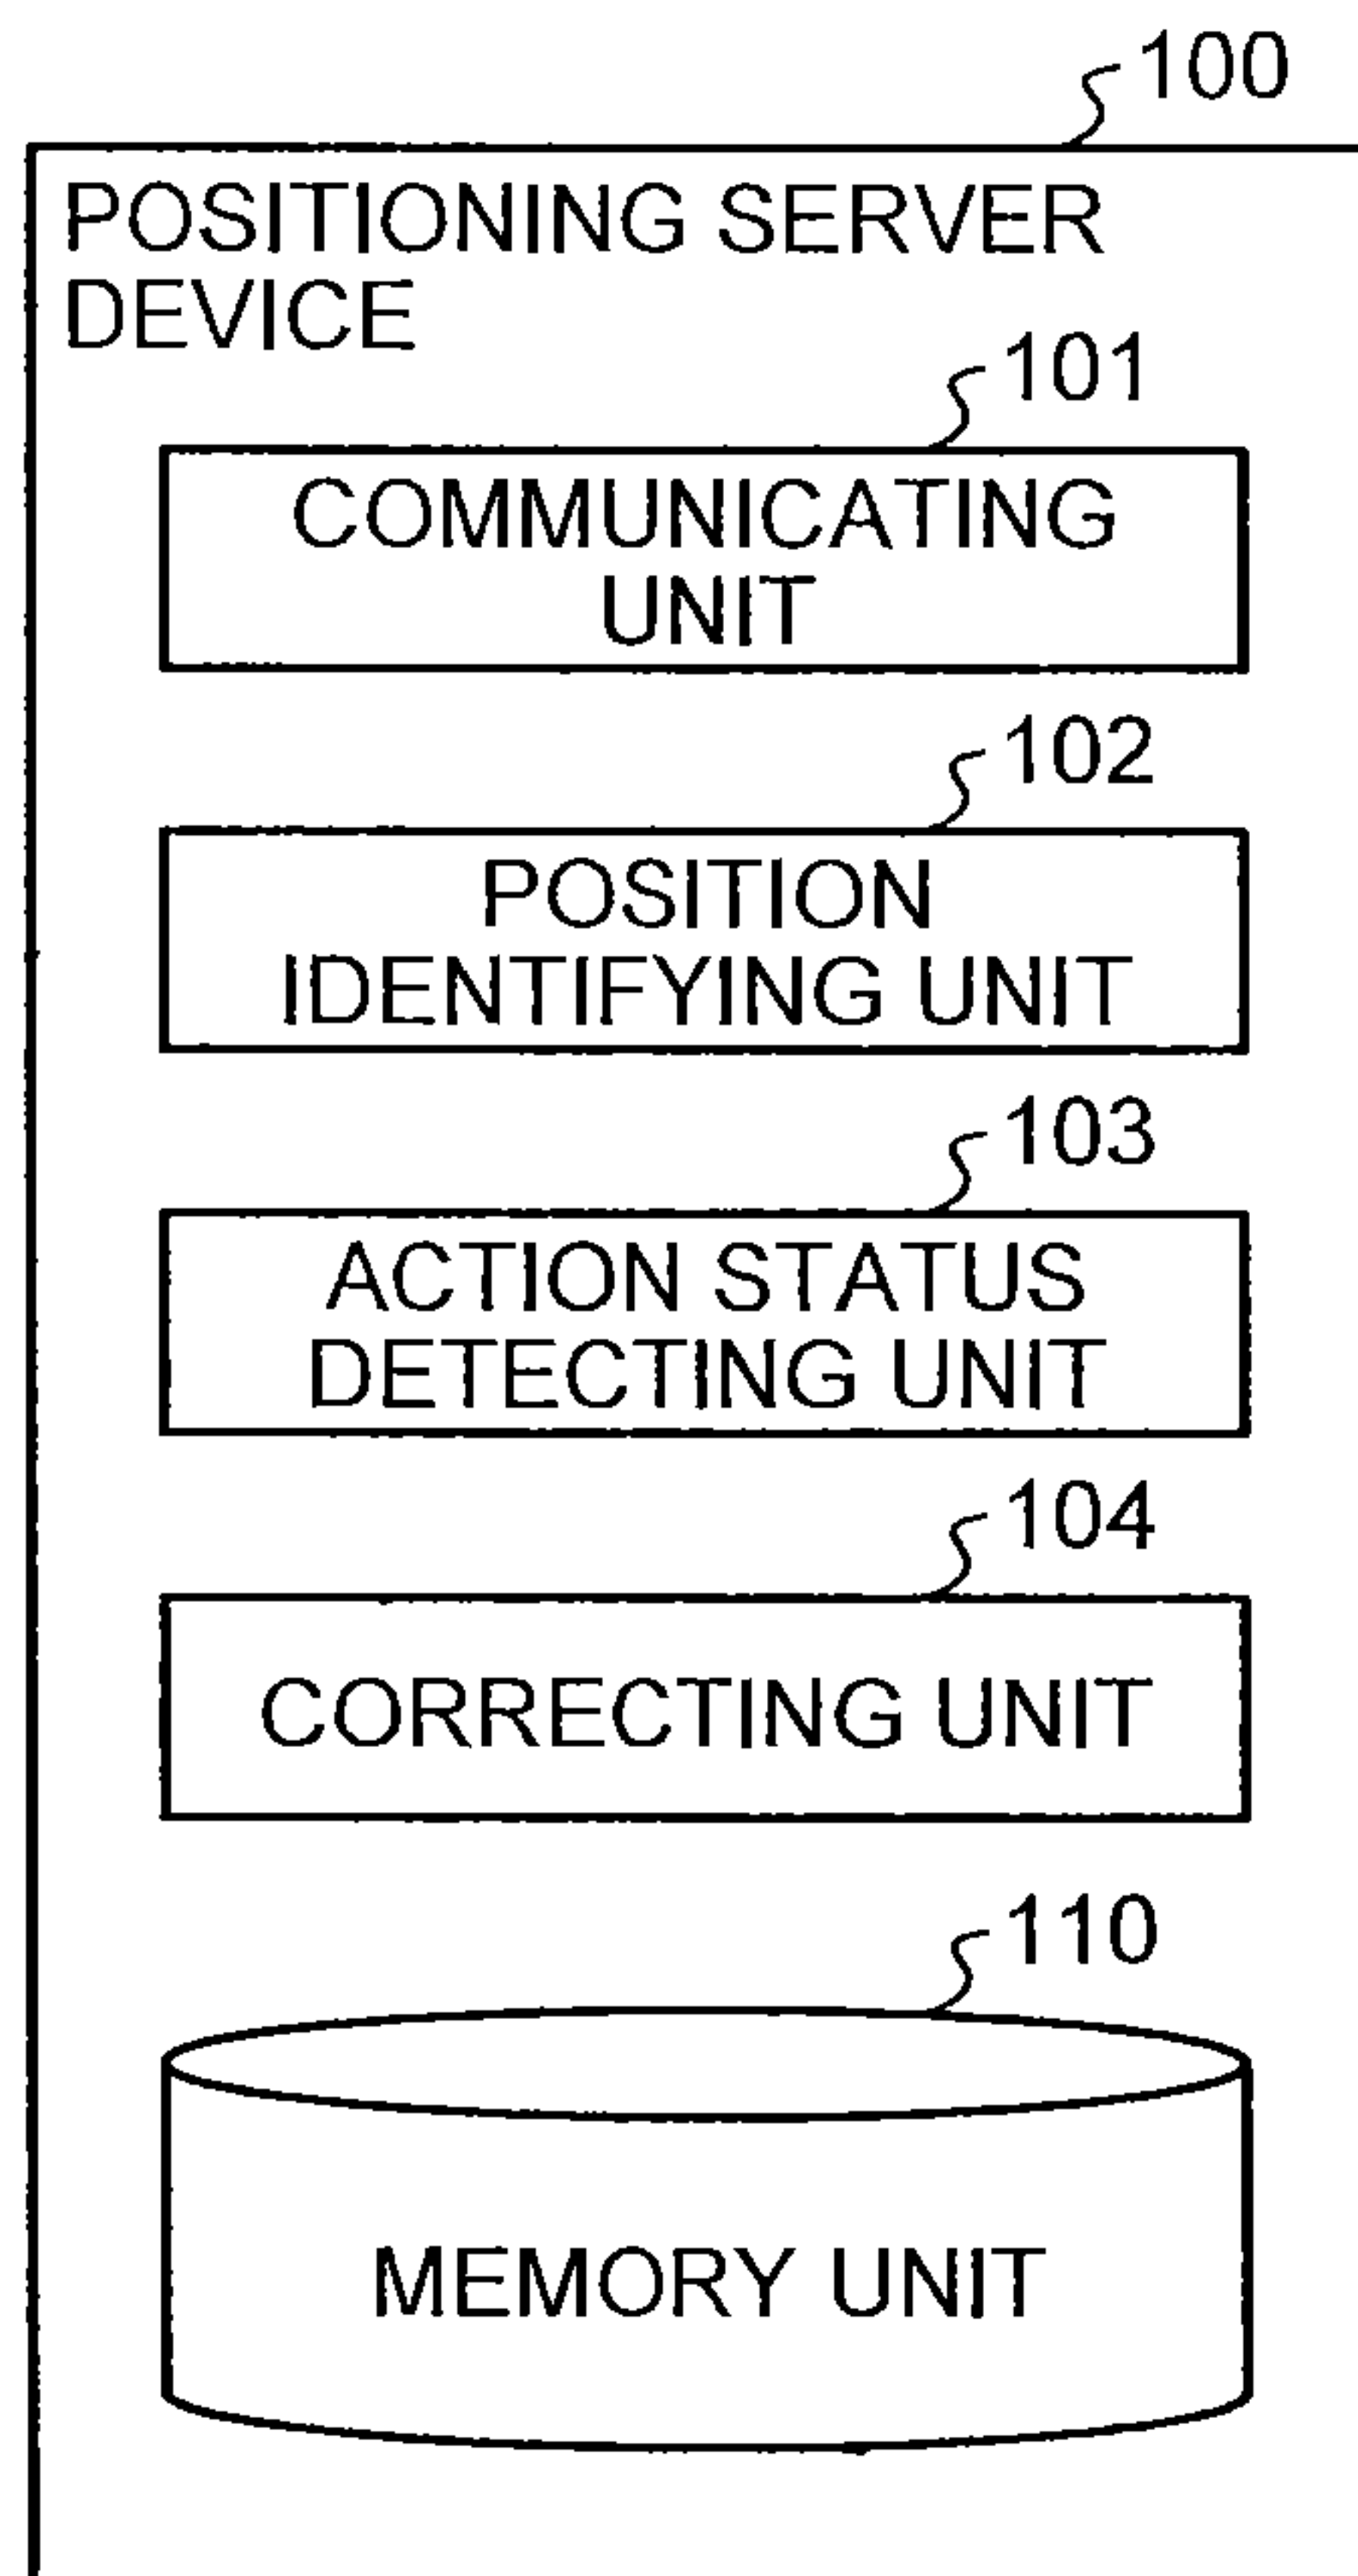 100
POSITIONING SERVER
DEVICE
101
COMMUNICATING
UNIT
102
POSITION
IDENTIFYING UNIT
103
ACTION STATUS
DETECTING UNIT
104
CORRECTING UNIT
110
MEMORY UNIT